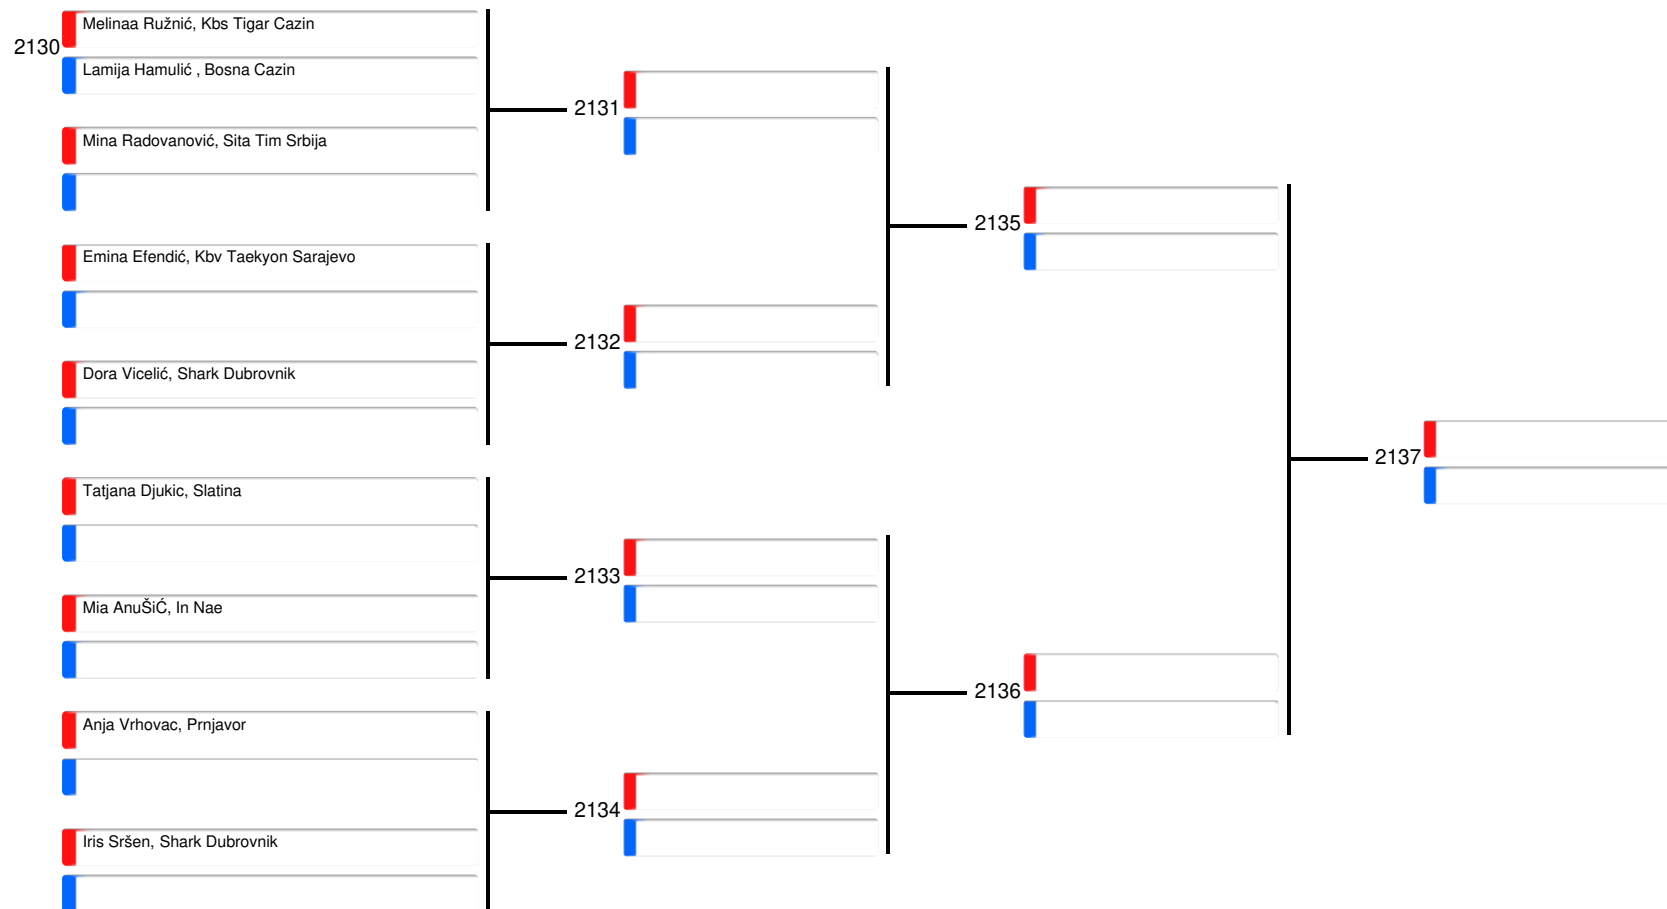 Melinaa Ružnić, Kbs Tigar Cazin
2130
Lamija Hamulić , Bosna Cazin
2131
Mina Radovanović, Sita Tim Srbija
2135
Emina Efendić, Kbv Taekyon Sarajevo
2132
Dora Vicelić, Shark Dubrovnik
2137
Tatjana Djukic, Slatina
2133
Mia AnuŠiĆ, In Nae
2136
Anja Vrhovac, Prnjavor
2134
Iris Sršen, Shark Dubrovnik